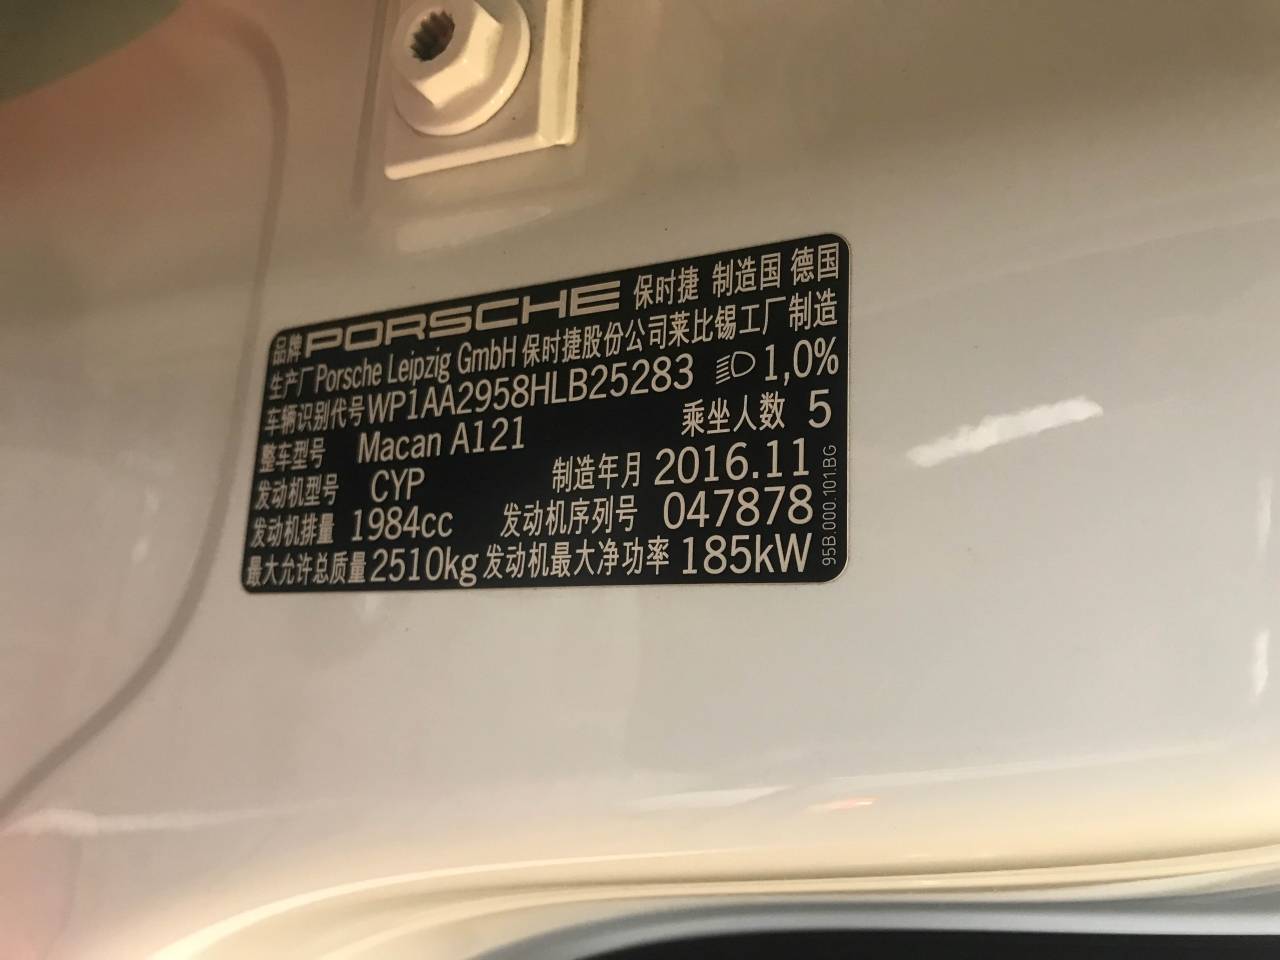 品牌 PORSCHE 保时捷 制造国 德国
生产厂 Porsche Leipzig GmbH 保时捷股份公司莱比锡工厂制造
车辆识别代号 WP1AA2958HLB25283 1,0%
整车型号 Macan A121 乘坐人数 5
发动机型号 CYP 制造年月 2016.11
发动机排量 1984cc 发动机序列号 047878
最大允许总质量 2510kg 发动机最大净功率 185kW
95B.000.101.BG